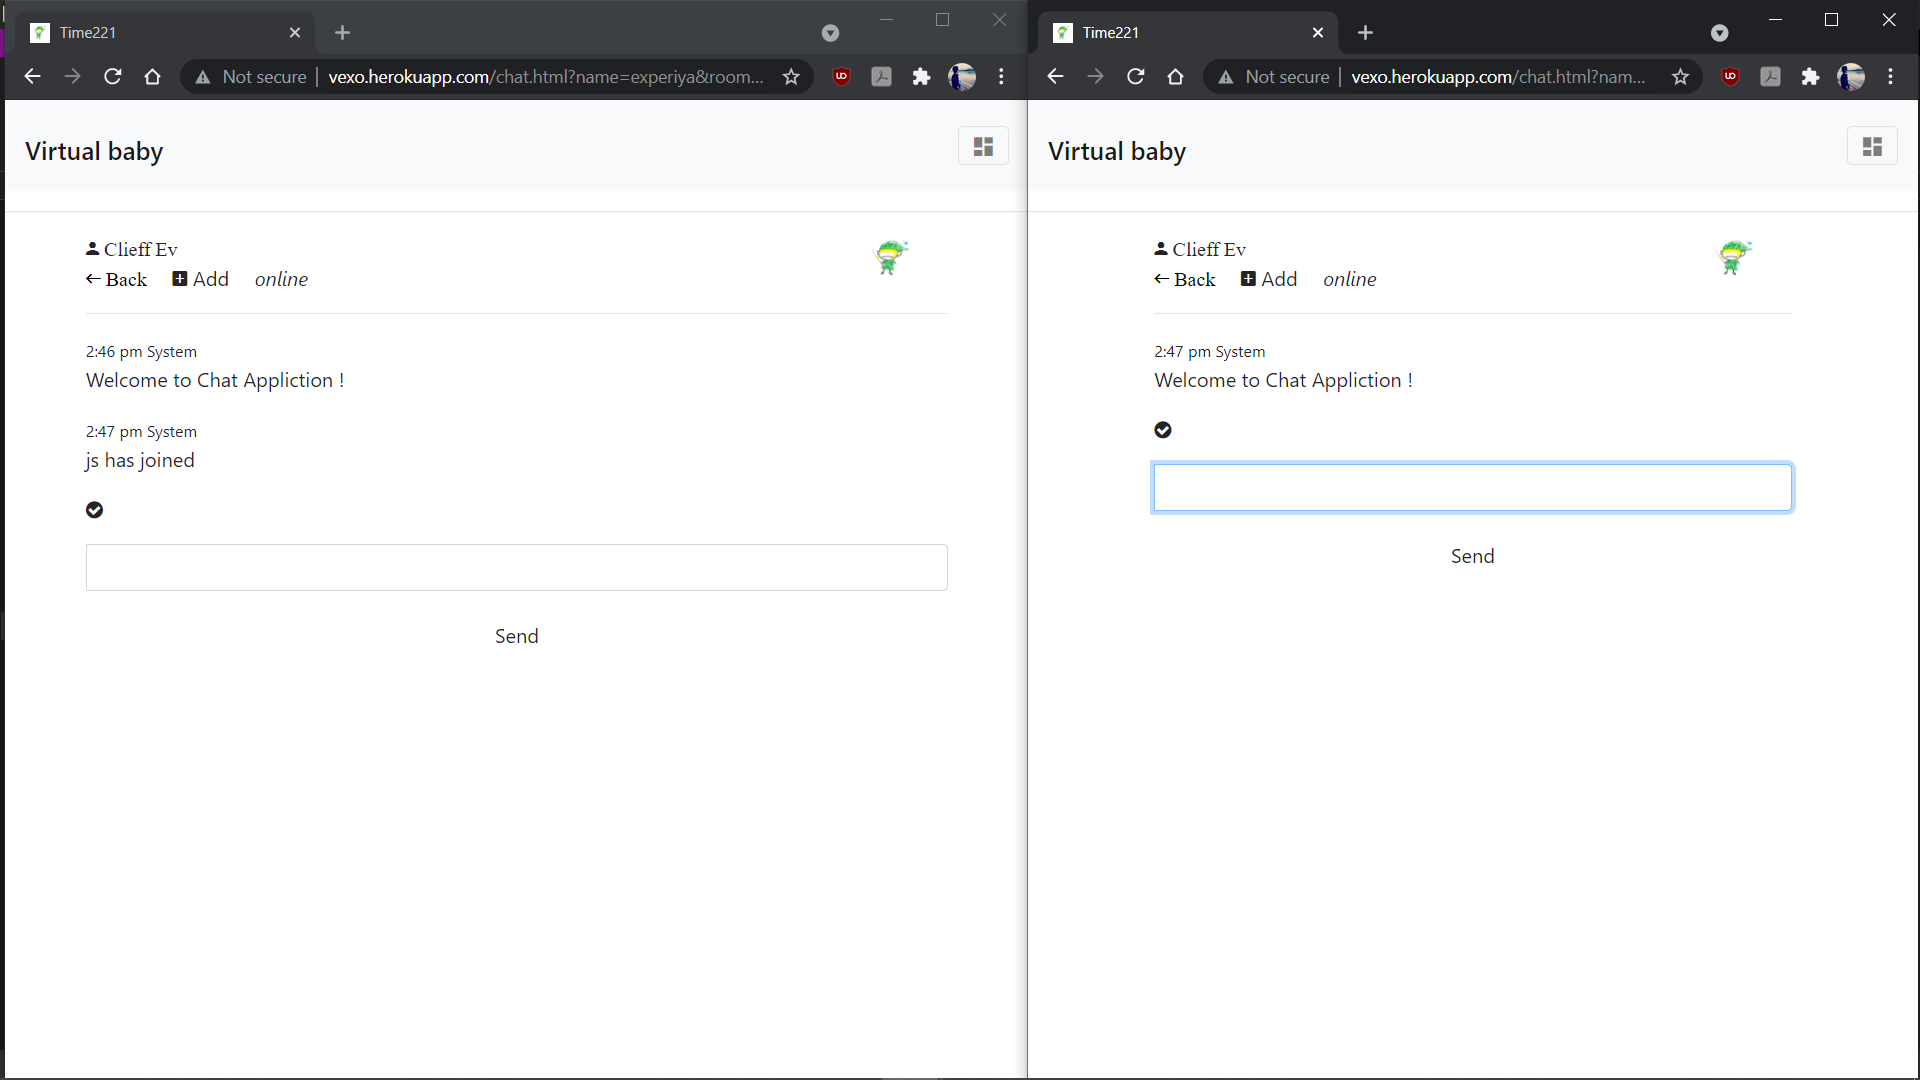 Time221
Not secure vexo.herokuapp.com/chat.html?name=experiya&room...
Virtual baby
Clieff Ev
Back Add online
2:46 pm System
Welcome to Chat Appliction !
2:47 pm System
js has joined
Send
Time221
Not secure vexo.herokuapp.com/chat.html?nam...
Virtual baby
Clieff Ev
Back Add online
2:47 pm System
Welcome to Chat Appliction !
Send